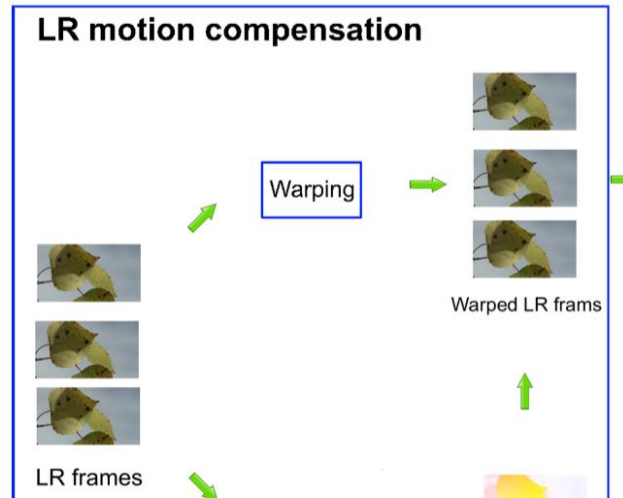 LR motion compensation
Warping
Warped LR frams
LR frames